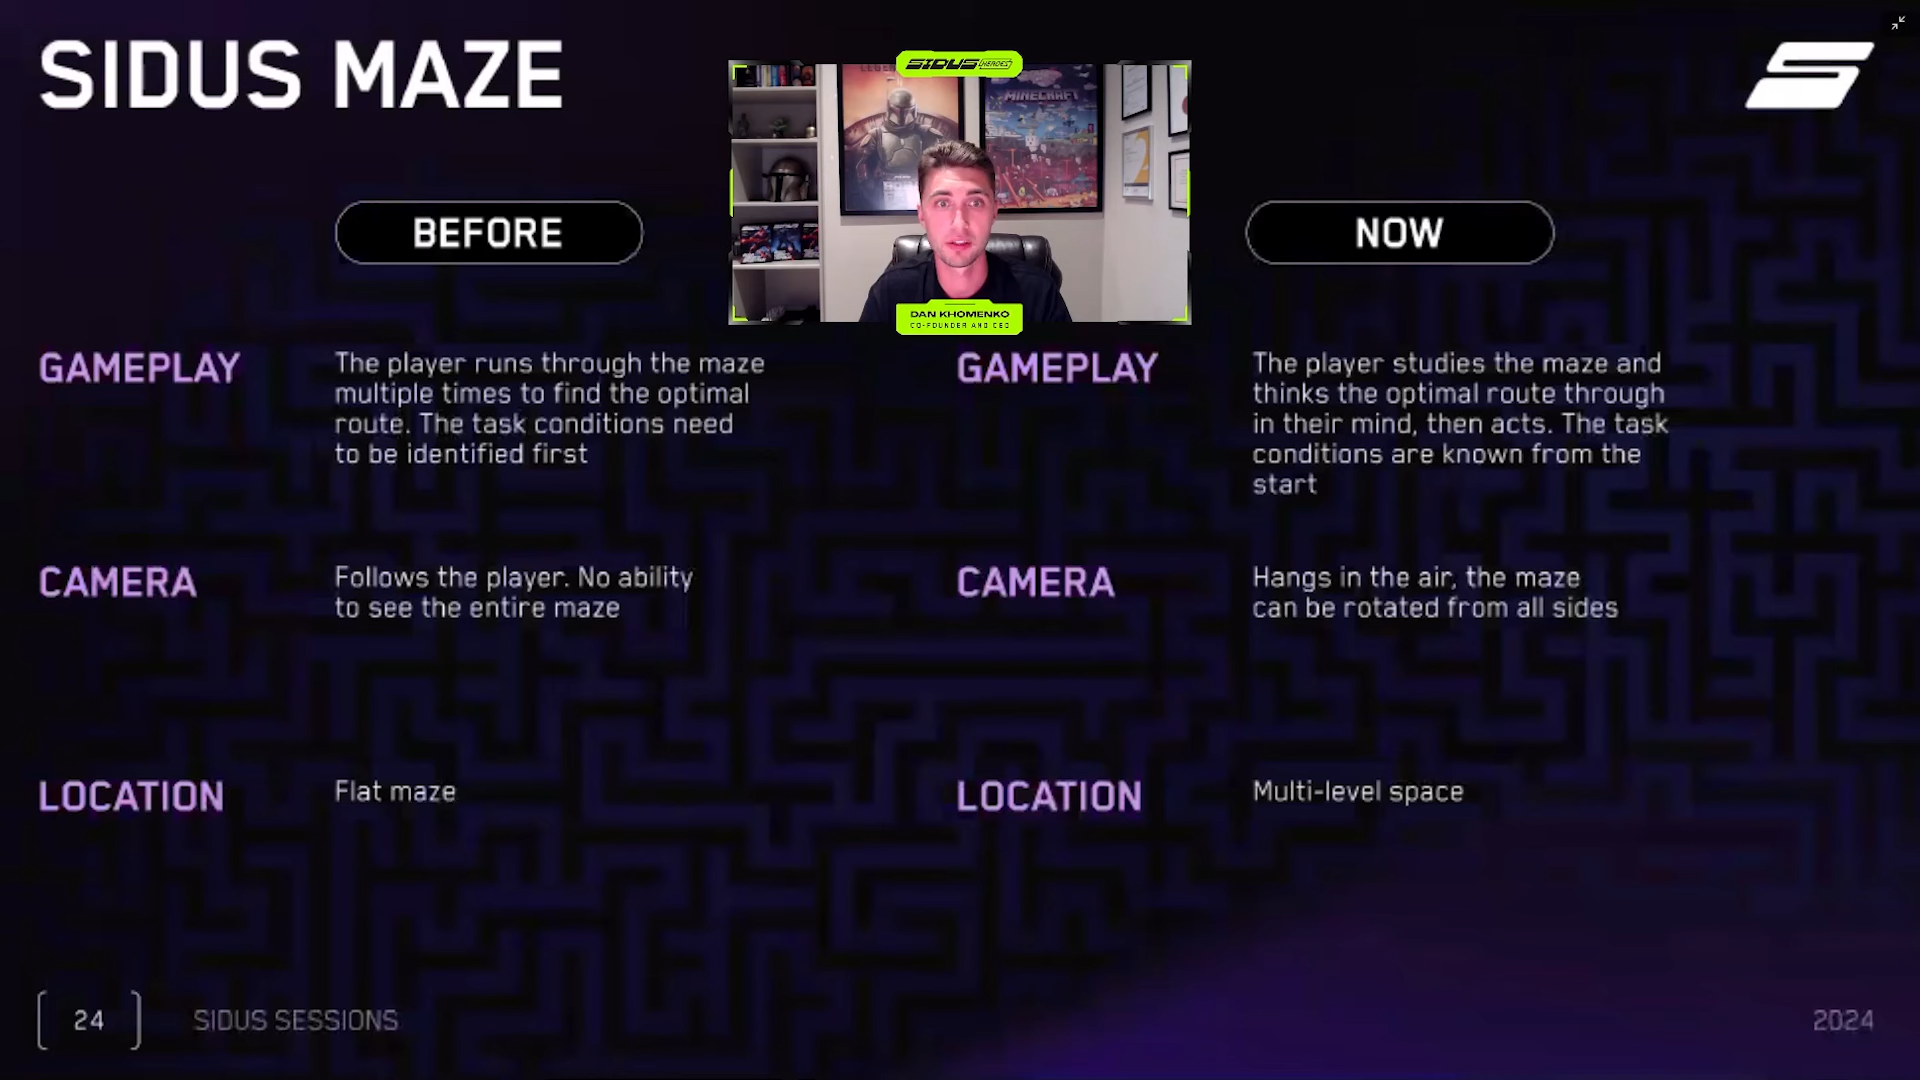 SIDUS MAZE
SIDUS HEROES
MINECRAFT
DAN KHOMENKO
CO-FOUNDER AND CEO
BEFORE
GAMEPLAY
The player runs through the maze
multiple times to find the optimal
route. The task conditions need
to be identified first
CAMERA
Follows the player. No ability
to see the entire maze
LOCATION
Flat maze
NOW
GAMEPLAY
The player studies the maze and
thinks the optimal route through
in their mind, then acts. The task
conditions are known from the
start
CAMERA
Hangs in the air, the maze
can be rotated from all sides
LOCATION
Multi-level space
24
SIDUS SESSIONS
2024